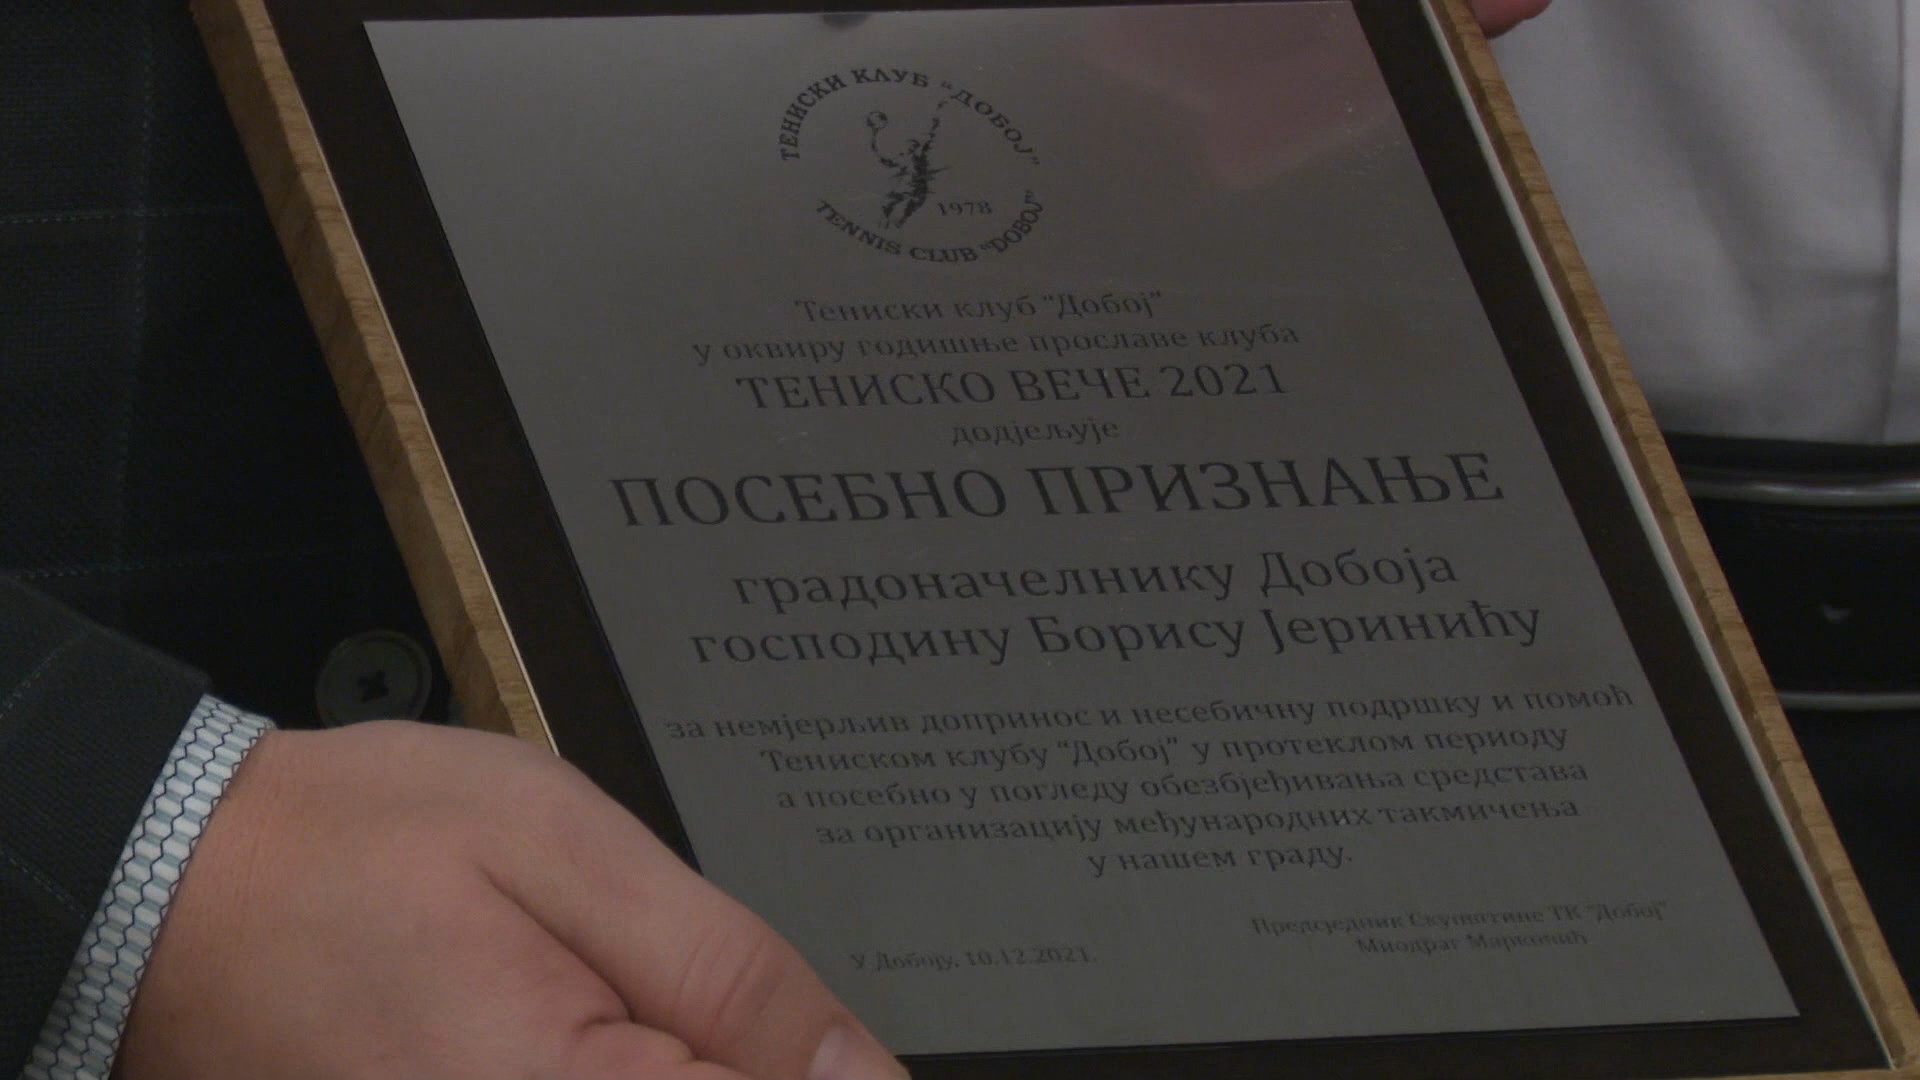 ТЕНИСКИ КЛУБ "ДОБОЈ"
1978
TENNIS CLUB "DOBOJ"
Тениски клуб "Добој"
у оквиру годишње прославе клуба
ТЕНИСКО ВЕЧЕ 2021
додјељује
ПОСЕБНО ПРИЗНАЊЕ
градоначелнику Добоја
господину Борису Јеринићу
за немјерљив допринос и несебичну подршку и помоћ
Тениском клубу "Добој" у протеклом периоду
а посебно у погледу обезбјеђивања средстава
за организацију међународних такмичења
у нашем граду.
Предсједник Скупштине ТК "Добој"
Миодраг Марковић
У Добоју, 10.12.2021.